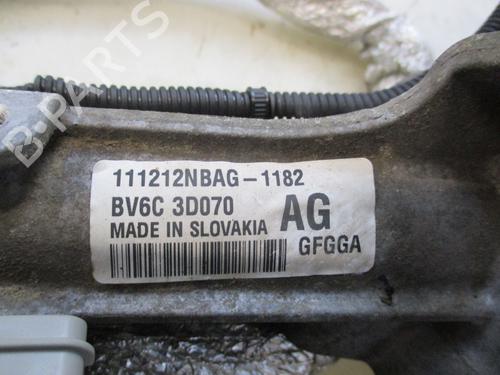 B-PARTS
111212NBAG-1182
BV6C 3D070 AG
MADE IN SLOVAKIA GFGGA